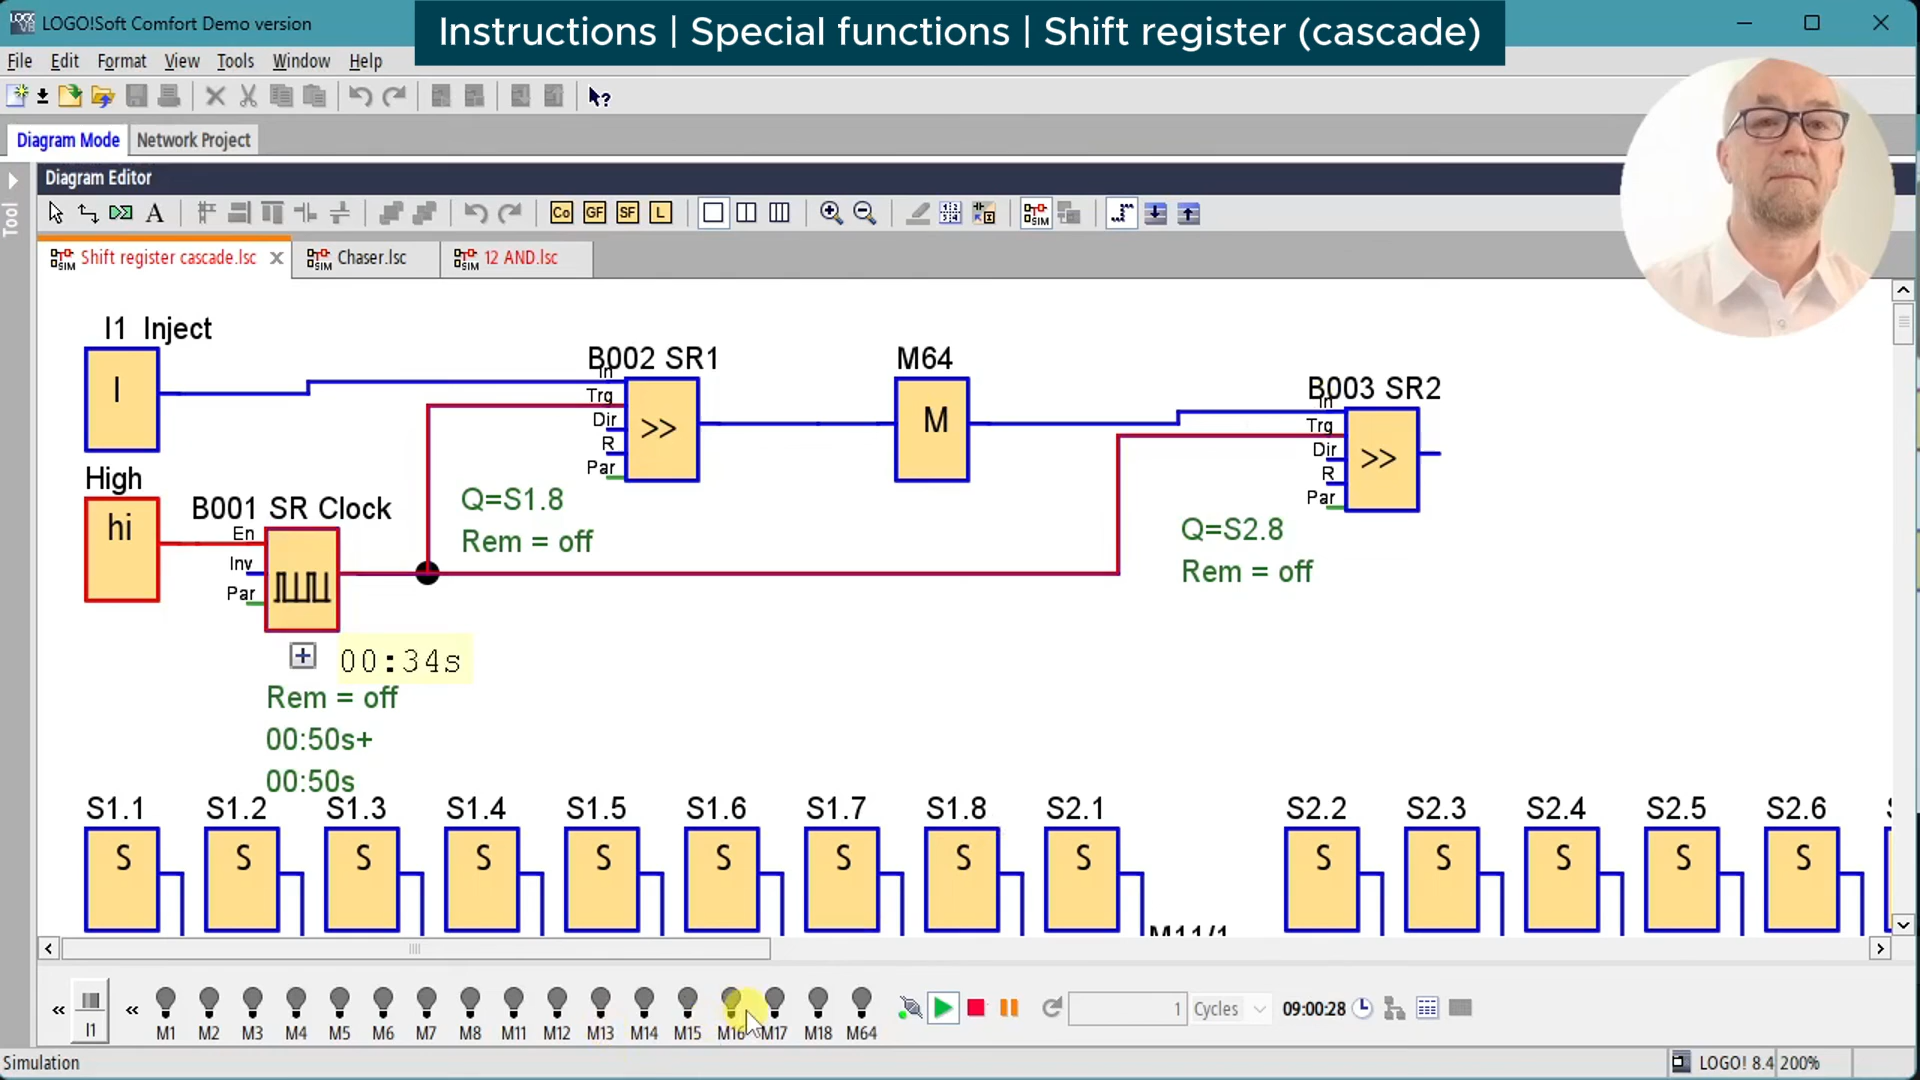 LOGO!Soft Comfort Demo version
Instructions | Special functions | Shift register (cascade)
File Edit Format View Tools Window Help
Diagram Mode Network Project
Tool
Diagram Editor
A Co GF SF L
Shift register cascade.lsc Chaser.lsc 12 AND.lsc
I1 Inject
I
B002 SR1
In
Trg
Dir
R
Par
>>
M64
M
B003 SR2
In
Trg
Dir
R
Par
>>
High
hi
B001 SR Clock
En
Inv
Par
Q=S1.8
Rem = off
Q=S2.8
Rem = off
00:34s
Rem = off
00:50s+
00:50s
S1.1 S1.2 S1.3 S1.4 S1.5 S1.6 S1.7 S1.8 S2.1 S2.2 S2.3 S2.4 S2.5 S2.6
S S S S S S S S S S S S S S
M11/1
I1 M1 M2 M3 M4 M5 M6 M7 M8 M11 M12 M13 M14 M15 M16 M17 M18 M64
1 Cycles 09:00:28
Simulation
LOGO! 8.4 200%